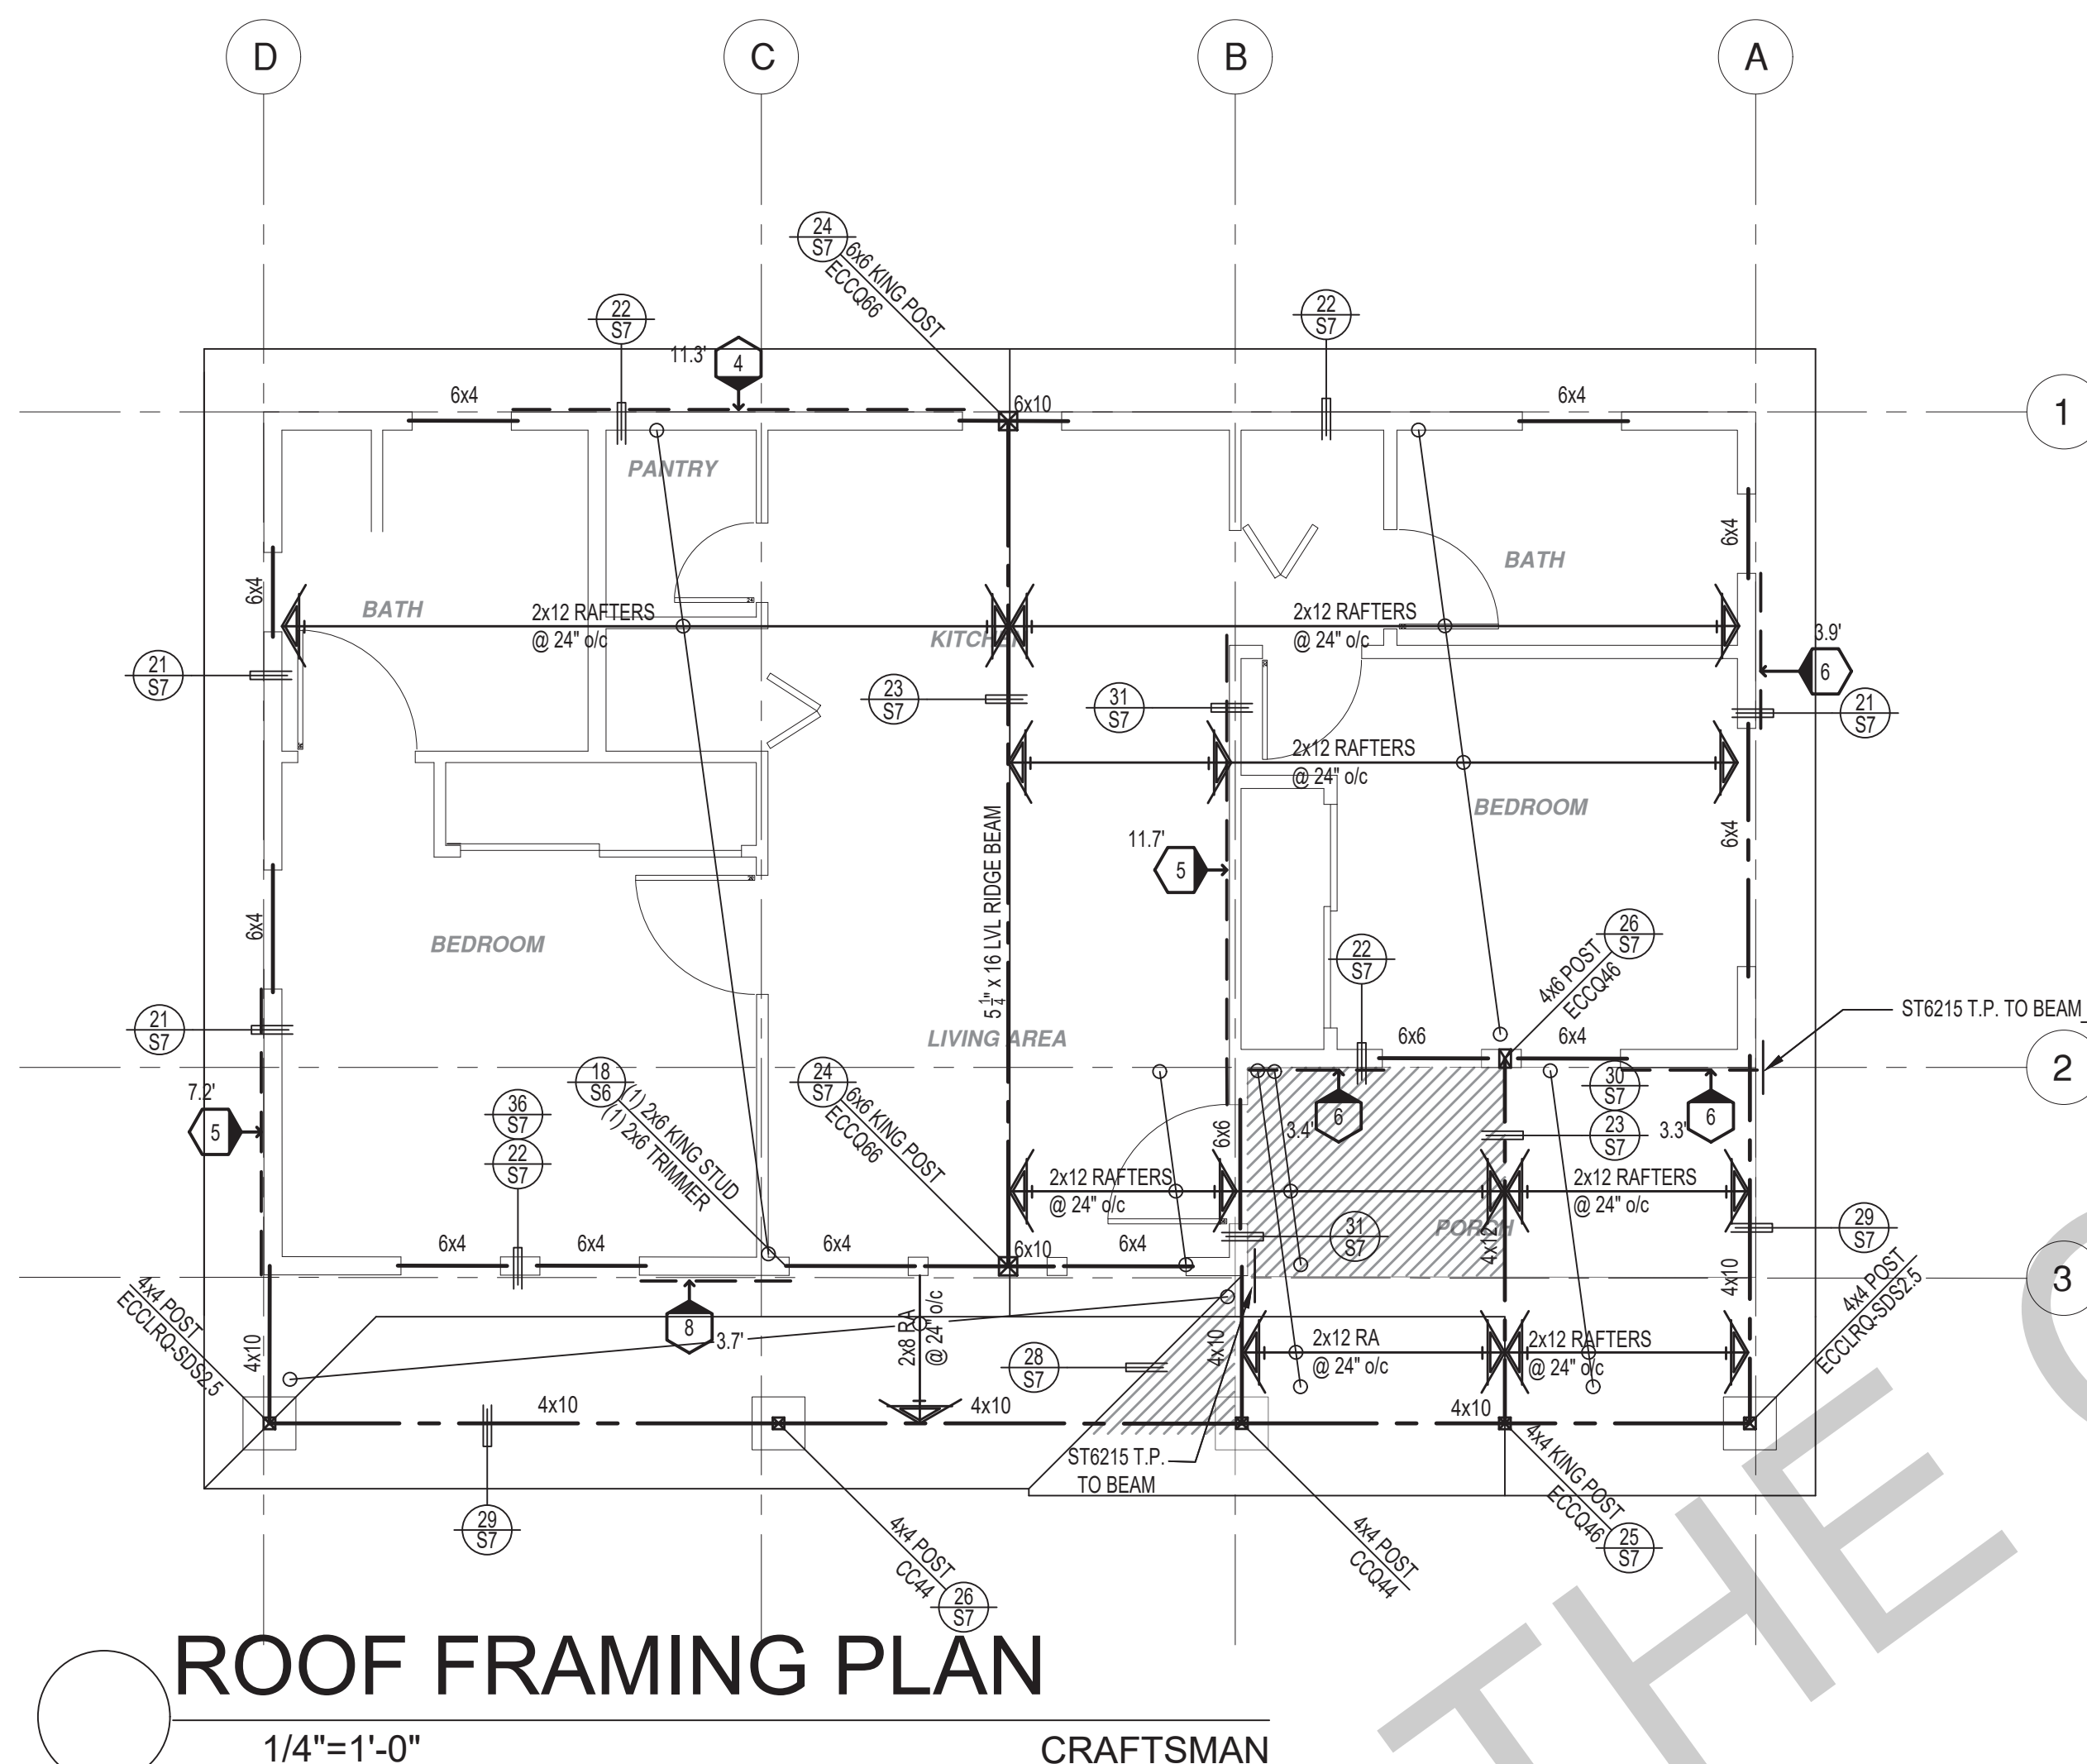 D
C
B
A
24
S7
6x6 KING POST
ECCQ66
22
S7
22
S7
11.3'
4
6x4
6x10
6x4
1
PANTRY
6x4
BATH
2x12 RAFTERS
@ 24" o/c
KITCHEN
2x12 RAFTERS
@ 24" o/c
BATH
6x4
3.9'
6
21
S7
23
S7
31
S7
21
S7
2x12 RAFTERS
@ 24" o/c
BEDROOM
6x4
11.7'
5
5 1/4" x 16 LVL RIDGE BEAM
6x4
BEDROOM
22
S7
26
S7
4x6 POST
ECCQ46
21
S7
LIVING AREA
6x6
6x4
ST6215 T.P. TO BEAM
2
7.2'
5
36
S7
22
S7
18
S6
(1) 2x6 KING STUD
(1) 2x6 TRIMMER
24
S7
6x6 KING POST
ECCQ66
6x6
3.4'
6
30
S7
23
S7
3.3'
6
2x12 RAFTERS
@ 24" o/c
2x12 RAFTERS
@ 24" o/c
PORCH
4x12
31
S7
29
S7
6x4
6x4
6x4
6x10
6x4
4x10
3
4x4 POST
ECCLRQ-SDS2.5
4x10
8
3.7'
2x8 RA
@ 24" o/c
28
S7
4x10
2x12 RA
@ 24" o/c
2x12 RAFTERS
@ 24" o/c
4x4 POST
ECCLRQ-SDS2.5
4x10
4x10
4x10
ST6215 T.P.
TO BEAM
29
S7
4x4 POST
CC44
26
S7
4x4 POST
CCQ44
4x4 KING POST
ECCQ46
25
S7
ROOF FRAMING PLAN
1/4"=1'-0"
CRAFTSMAN
THE